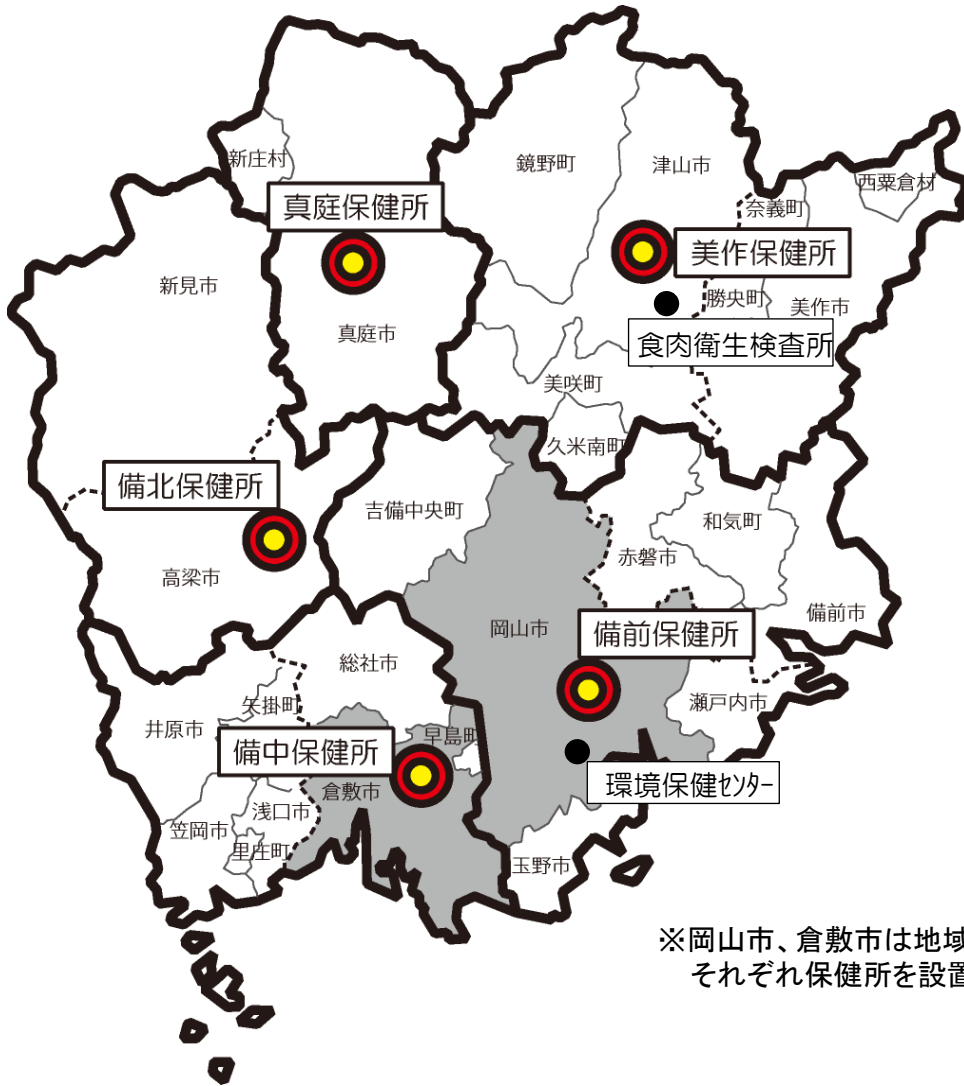 新庄村
鏡野町
津山市
西粟倉材
奈義町
真庭保健所
新見市
美作保健所
勝央町
美作市
真庭市
食肉衛生検査所
美咲町
久米南町
備北保健所
吉備中央町
和気町
赤磐市
高梁市
備前市
岡山市
備前保健所
総社市
瀬戸内市
矢掛町
井原市
早島町
備中保健所
環境保健ｾﾝﾀｰ
倉敷市
浅口市
笠岡市
里庄町
玉野市
※岡山市、倉敷市は地域
それぞれ保健所を設置